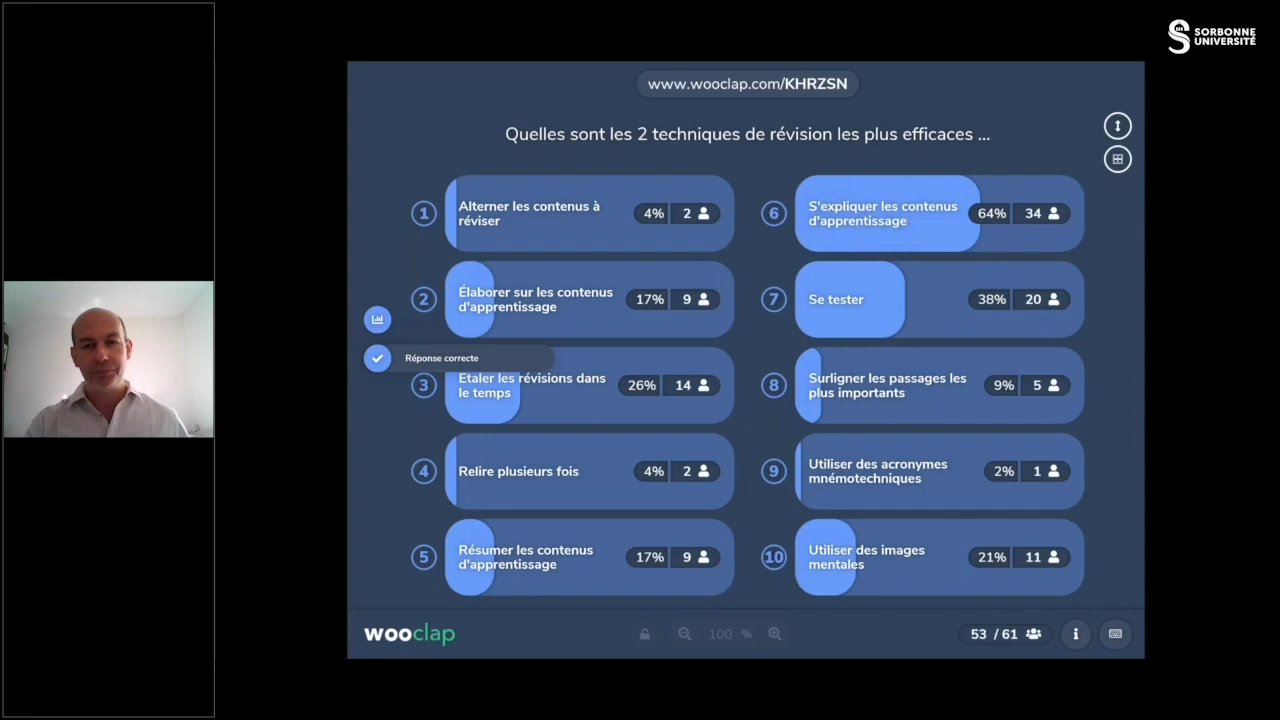 SORBONNE
UNIVERSITÉ
www.wooclap.com/KHRZSN
Quelles sont les 2 techniques de révision les plus efficaces ...
1
Alterner les contenus à
réviser
4% 2
2
Élaborer sur les contenus
d'apprentissage
17% 9
Réponse correcte
3
Etaler les révisions dans
le temps
26% 14
4
Relire plusieurs fois
4% 2
5
Résumer les contenus
d'apprentissage
17% 9
6
S'expliquer les contenus
d'apprentissage
64% 34
7
Se tester
38% 20
8
Surligner les passages les
plus importants
9% 5
9
Utiliser des acronymes
mnémotechniques
2% 1
10
Utiliser des images
mentales
21% 11
wooclap
100 %
53 / 61
i